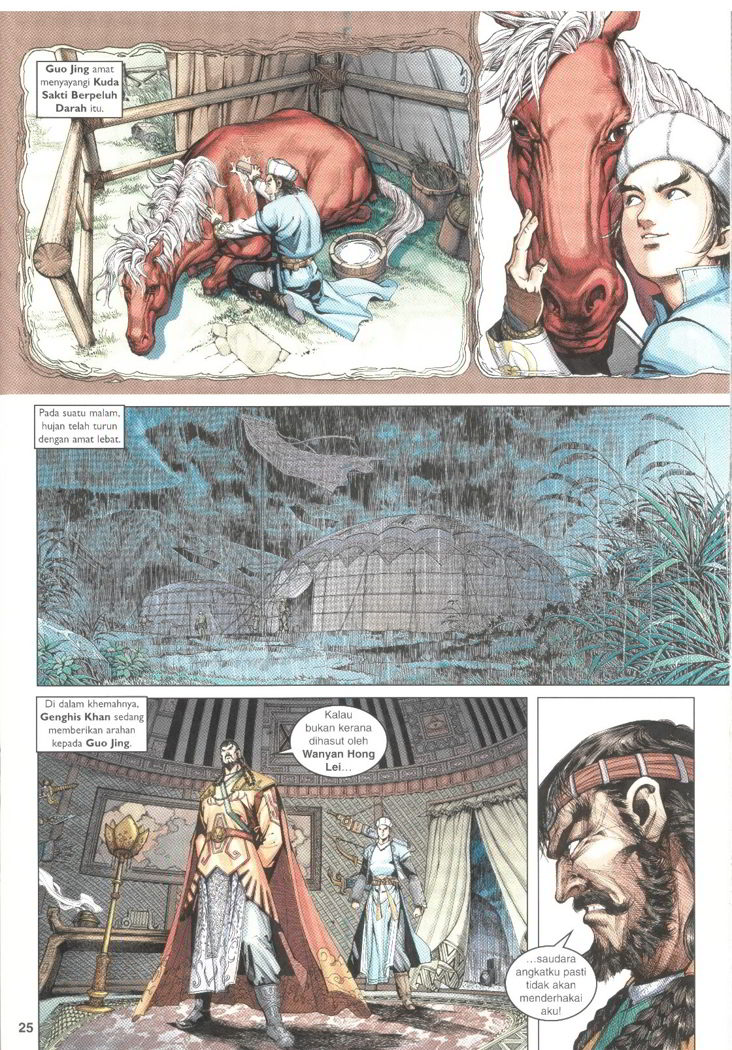 Guo Jing amat
menyayangi Kuda
Sakti Berpeluh
Darah itu.
Pada suatu malam,
hujan telah turun
dengan amat lebat.
Di dalam khemahnya,
Genghis Khan sedang
memberikan arahan
kepada Guo Jing.
Kalau
bukan kerana
dihasut oleh
Wanyan Hong
Lei...
...saudara
angkatku pasti
tidak akan
menderhakai
aku!
25